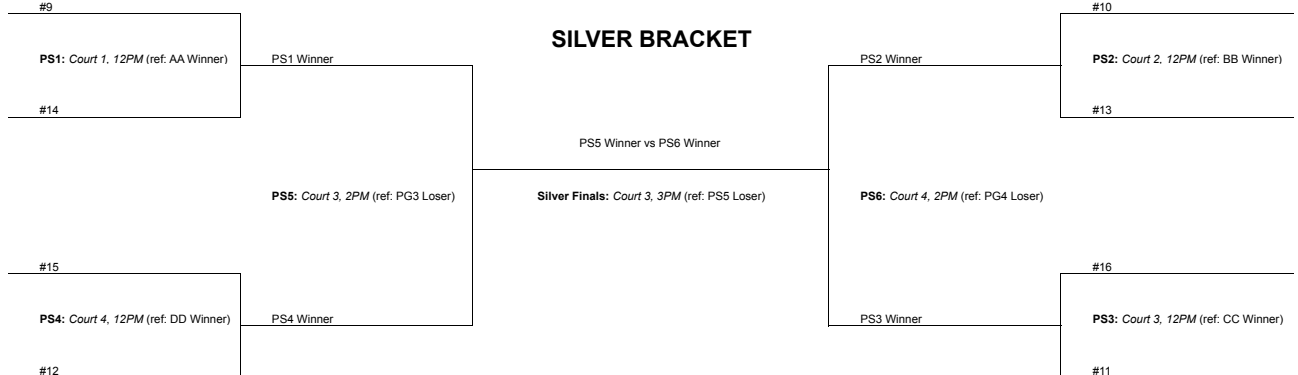 #9
#10
SILVER BRACKET
PS1: Court 1, 12PM (ref: AA Winner)
PS1 Winner
PS2 Winner
PS2: Court 2, 12PM (ref: BB Winner)
#14
#13
PS5 Winner vs PS6 Winner
PS5: Court 3, 2PM (ref: PG3 Loser)
Silver Finals: Court 3, 3PM (ref: PS5 Loser)
PS6: Court 4, 2PM (ref: PG4 Loser)
#15
#16
PS4: Court 4, 12PM (ref: DD Winner)
PS4 Winner
PS3 Winner
PS3: Court 3, 12PM (ref: CC Winner)
#12
#11